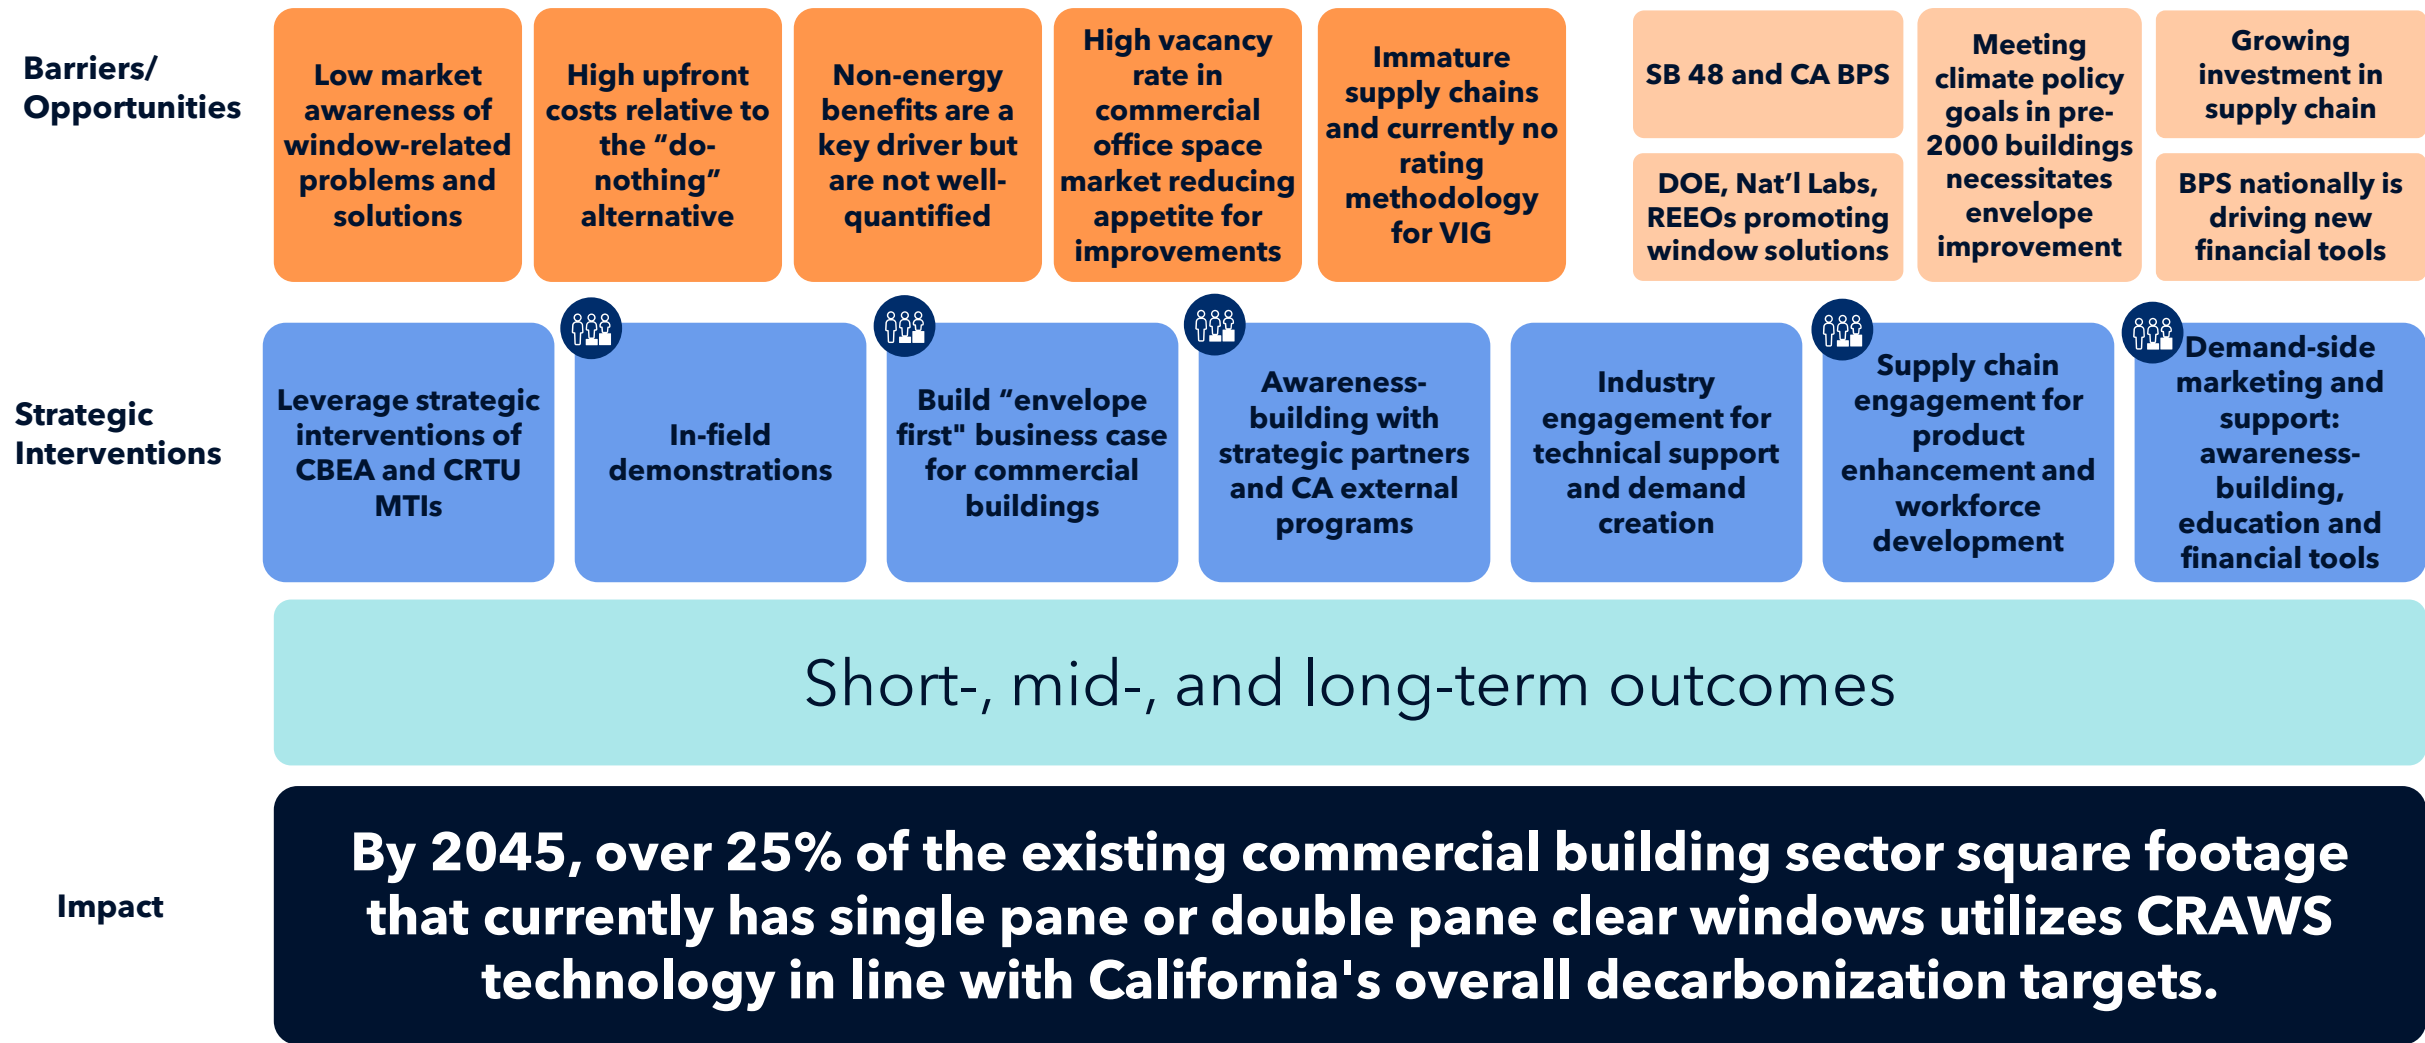 Barriers/
Opportunities
Low market
awareness of
window-related
problems and
solutions
High upfront
costs relative to
the “do-
nothing”
alternative
Non-energy
benefits are a
key driver but
are not well-
quantified
High vacancy
rate in
commercial
office space
market reducing
appetite for
improvements
Immature
supply chains
and currently no
rating
methodology
for VIG
SB 48 and CA BPS
DOE, Nat’l Labs,
REEOs promoting
window solutions
Meeting
climate policy
goals in pre-
2000 buildings
necessitates
envelope
improvement
Growing
investment in
supply chain
BPS nationally is
driving new
financial tools
Strategic
Interventions
Leverage strategic
interventions of
CBEA and CRTU
MTIs
In-field
demonstrations
Build “envelope
first" business case
for commercial
buildings
Awareness-
building with
strategic partners
and CA external
programs
Industry
engagement for
technical support
and demand
creation
Supply chain
engagement for
product
enhancement and
workforce
development
Demand-side
marketing and
support:
awareness-
building,
education and
financial tools
Short-, mid-, and long-term outcomes
Impact
By 2045, over 25% of the existing commercial building sector square footage
that currently has single pane or double pane clear windows utilizes CRAWS
technology in line with California's overall decarbonization targets.